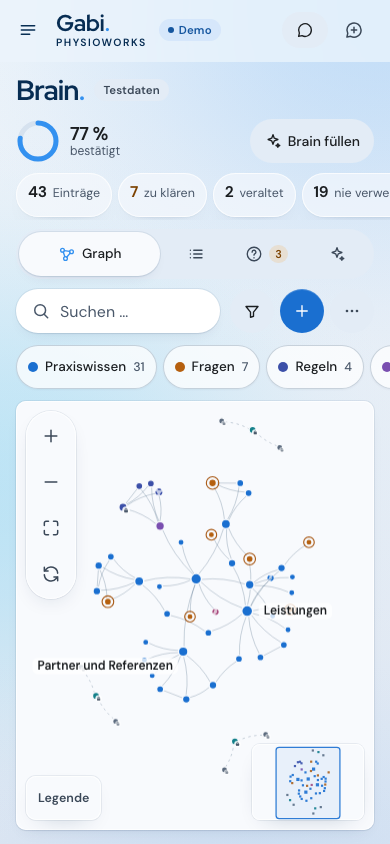 Gabi.
PHYSIOWORKS
Demo
Brain.
Testdaten
77 %
bestätigt
Brain füllen
43 Einträge
7 zu klären
2 veraltet
19 nie verwe
Graph
3
Suchen ...
Praxiswissen 31
Fragen 7
Regeln 4
Leistungen
Partner und Referenzen
Legende